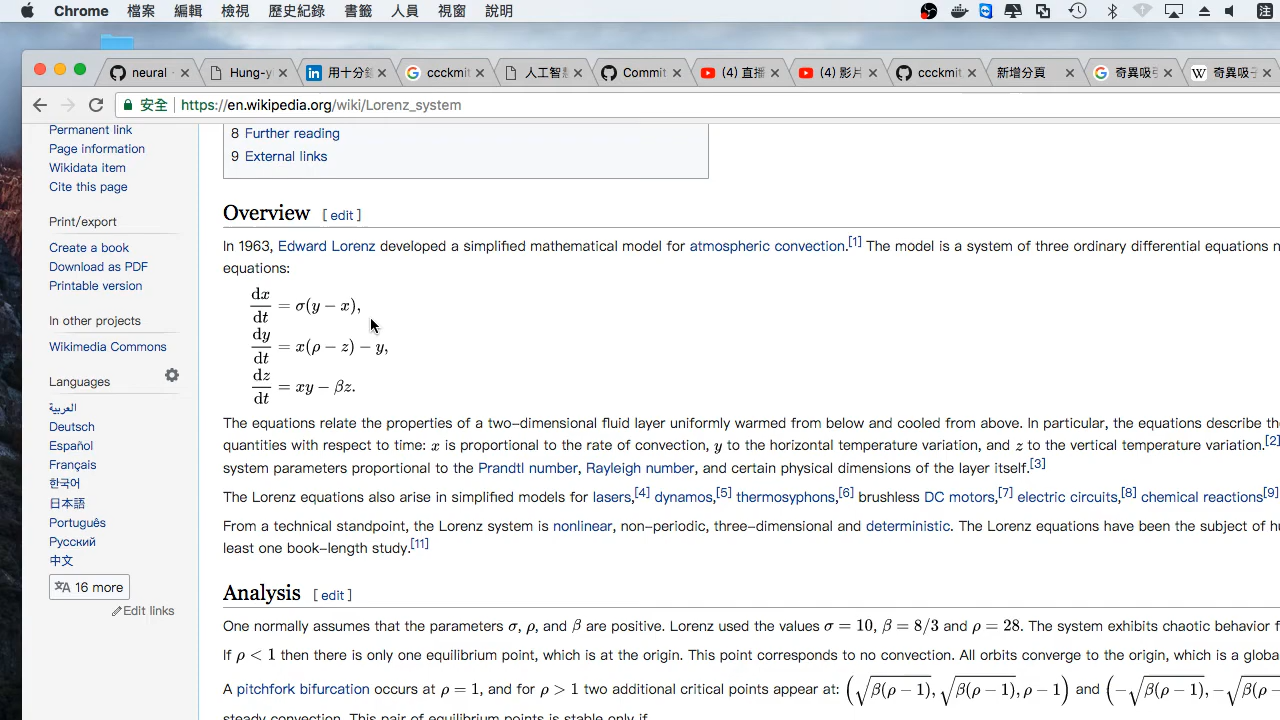 Chrome 檔案 編輯 檢視 歷史紀錄 書籤 人員 視窗 說明 注
neural Hung-y 用十分鐘 ccckmit 人工智慧 Commit (4) 直播 (4) 影片 ccckmit 新增分頁 奇異吸引 奇異吸子
安全 https://en.wikipedia.org/wiki/Lorenz_system
Permanent link
Page information
Wikidata item
Cite this page
Print/export
Create a book
Download as PDF
Printable version
In other projects
Wikimedia Commons
Languages
العربية
Deutsch
Español
Français
한국어
日本語
Português
Русский
中文
16 more
Edit links
8 Further reading
9 External links
Overview [ edit ]
In 1963, Edward Lorenz developed a simplified mathematical model for atmospheric convection.[1] The model is a system of three ordinary differential equations
equations:
dx/dt = σ(y − x),
dy/dt = x(ρ − z) − y,
dz/dt = xy − βz.
The equations relate the properties of a two-dimensional fluid layer uniformly warmed from below and cooled from above. In particular, the equations describe the
quantities with respect to time: x is proportional to the rate of convection, y to the horizontal temperature variation, and z to the vertical temperature variation.[2]
system parameters proportional to the Prandtl number, Rayleigh number, and certain physical dimensions of the layer itself.[3]
The Lorenz equations also arise in simplified models for lasers,[4] dynamos,[5] thermosyphons,[6] brushless DC motors,[7] electric circuits,[8] chemical reactions[9]
From a technical standpoint, the Lorenz system is nonlinear, non-periodic, three-dimensional and deterministic. The Lorenz equations have been the subject of
least one book-length study.[11]
Analysis [ edit ]
One normally assumes that the parameters σ, ρ, and β are positive. Lorenz used the values σ = 10, β = 8/3 and ρ = 28. The system exhibits chaotic behavior
If ρ < 1 then there is only one equilibrium point, which is at the origin. This point corresponds to no convection. All orbits converge to the origin, which is a
A pitchfork bifurcation occurs at ρ = 1, and for ρ > 1 two additional critical points appear at: (√β(ρ − 1), √β(ρ − 1), ρ − 1) and (−√β(ρ − 1), −
steady convection. This pair of equilibrium points is stable only if